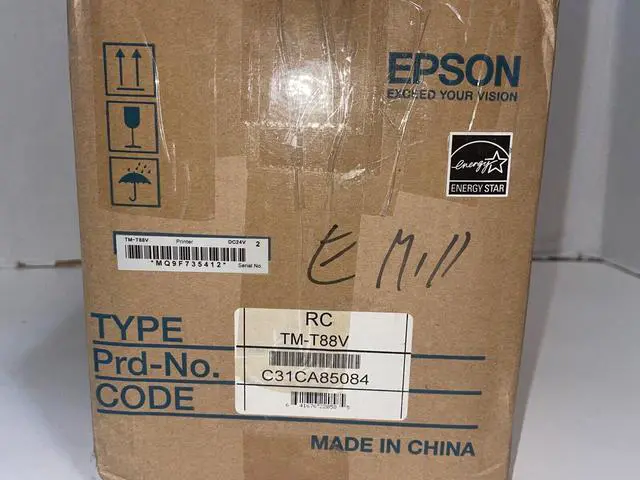 EPSON
EXCEED YOUR VISION
energy
ENERGY STAR
TM-T88V Printer DC24V 2
*MQ9F735412* Serial No.
E Mill
TYPE
Prd-No.
CODE
RC
TM-T88V
C31CA85084
MADE IN CHINA